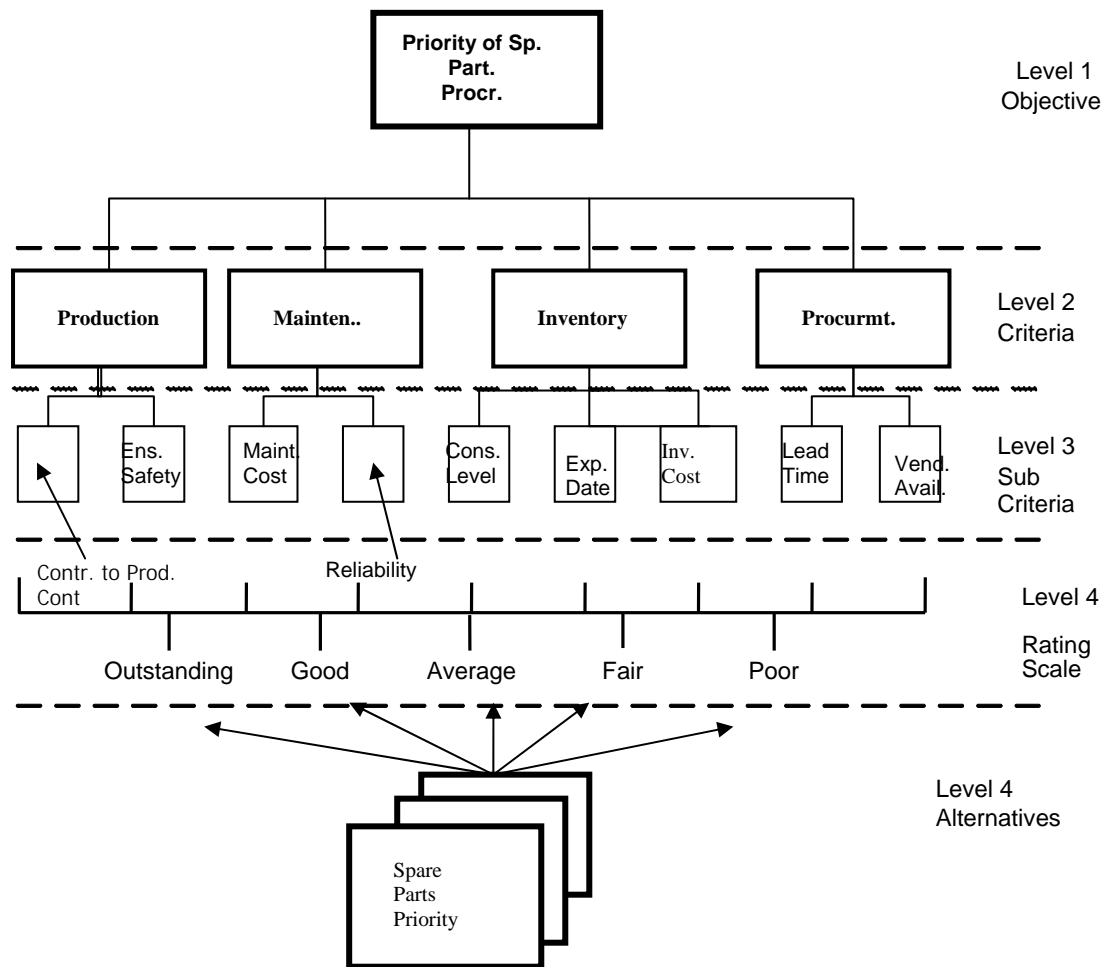 Priority of Sp.
Part.
Procr.
Level 1
Objective
Production
Mainten..
Inventory
Procurmt.
Level 2
Criteria
Ens.
Safety
Maint.
Cost
Cons.
Level
Exp.
Date
Inv.
Cost
Lead
Time
Vend.
Avail.
Level 3
Sub
Criteria
Contr. to Prod.
Cont
Reliability
Level 4
Rating
Scale
Outstanding
Good
Average
Fair
Poor
Level 4
Alternatives
Spare
Parts
Priority